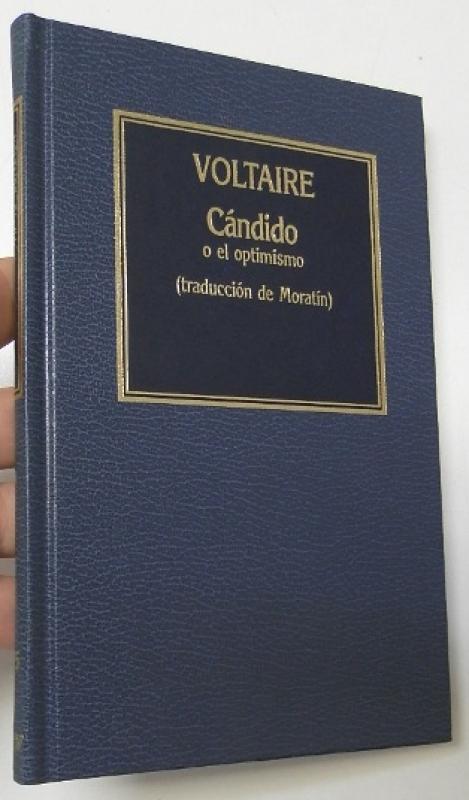 VOLTAIRE
Cándido
o el optimismo
(traducción de Moratín)